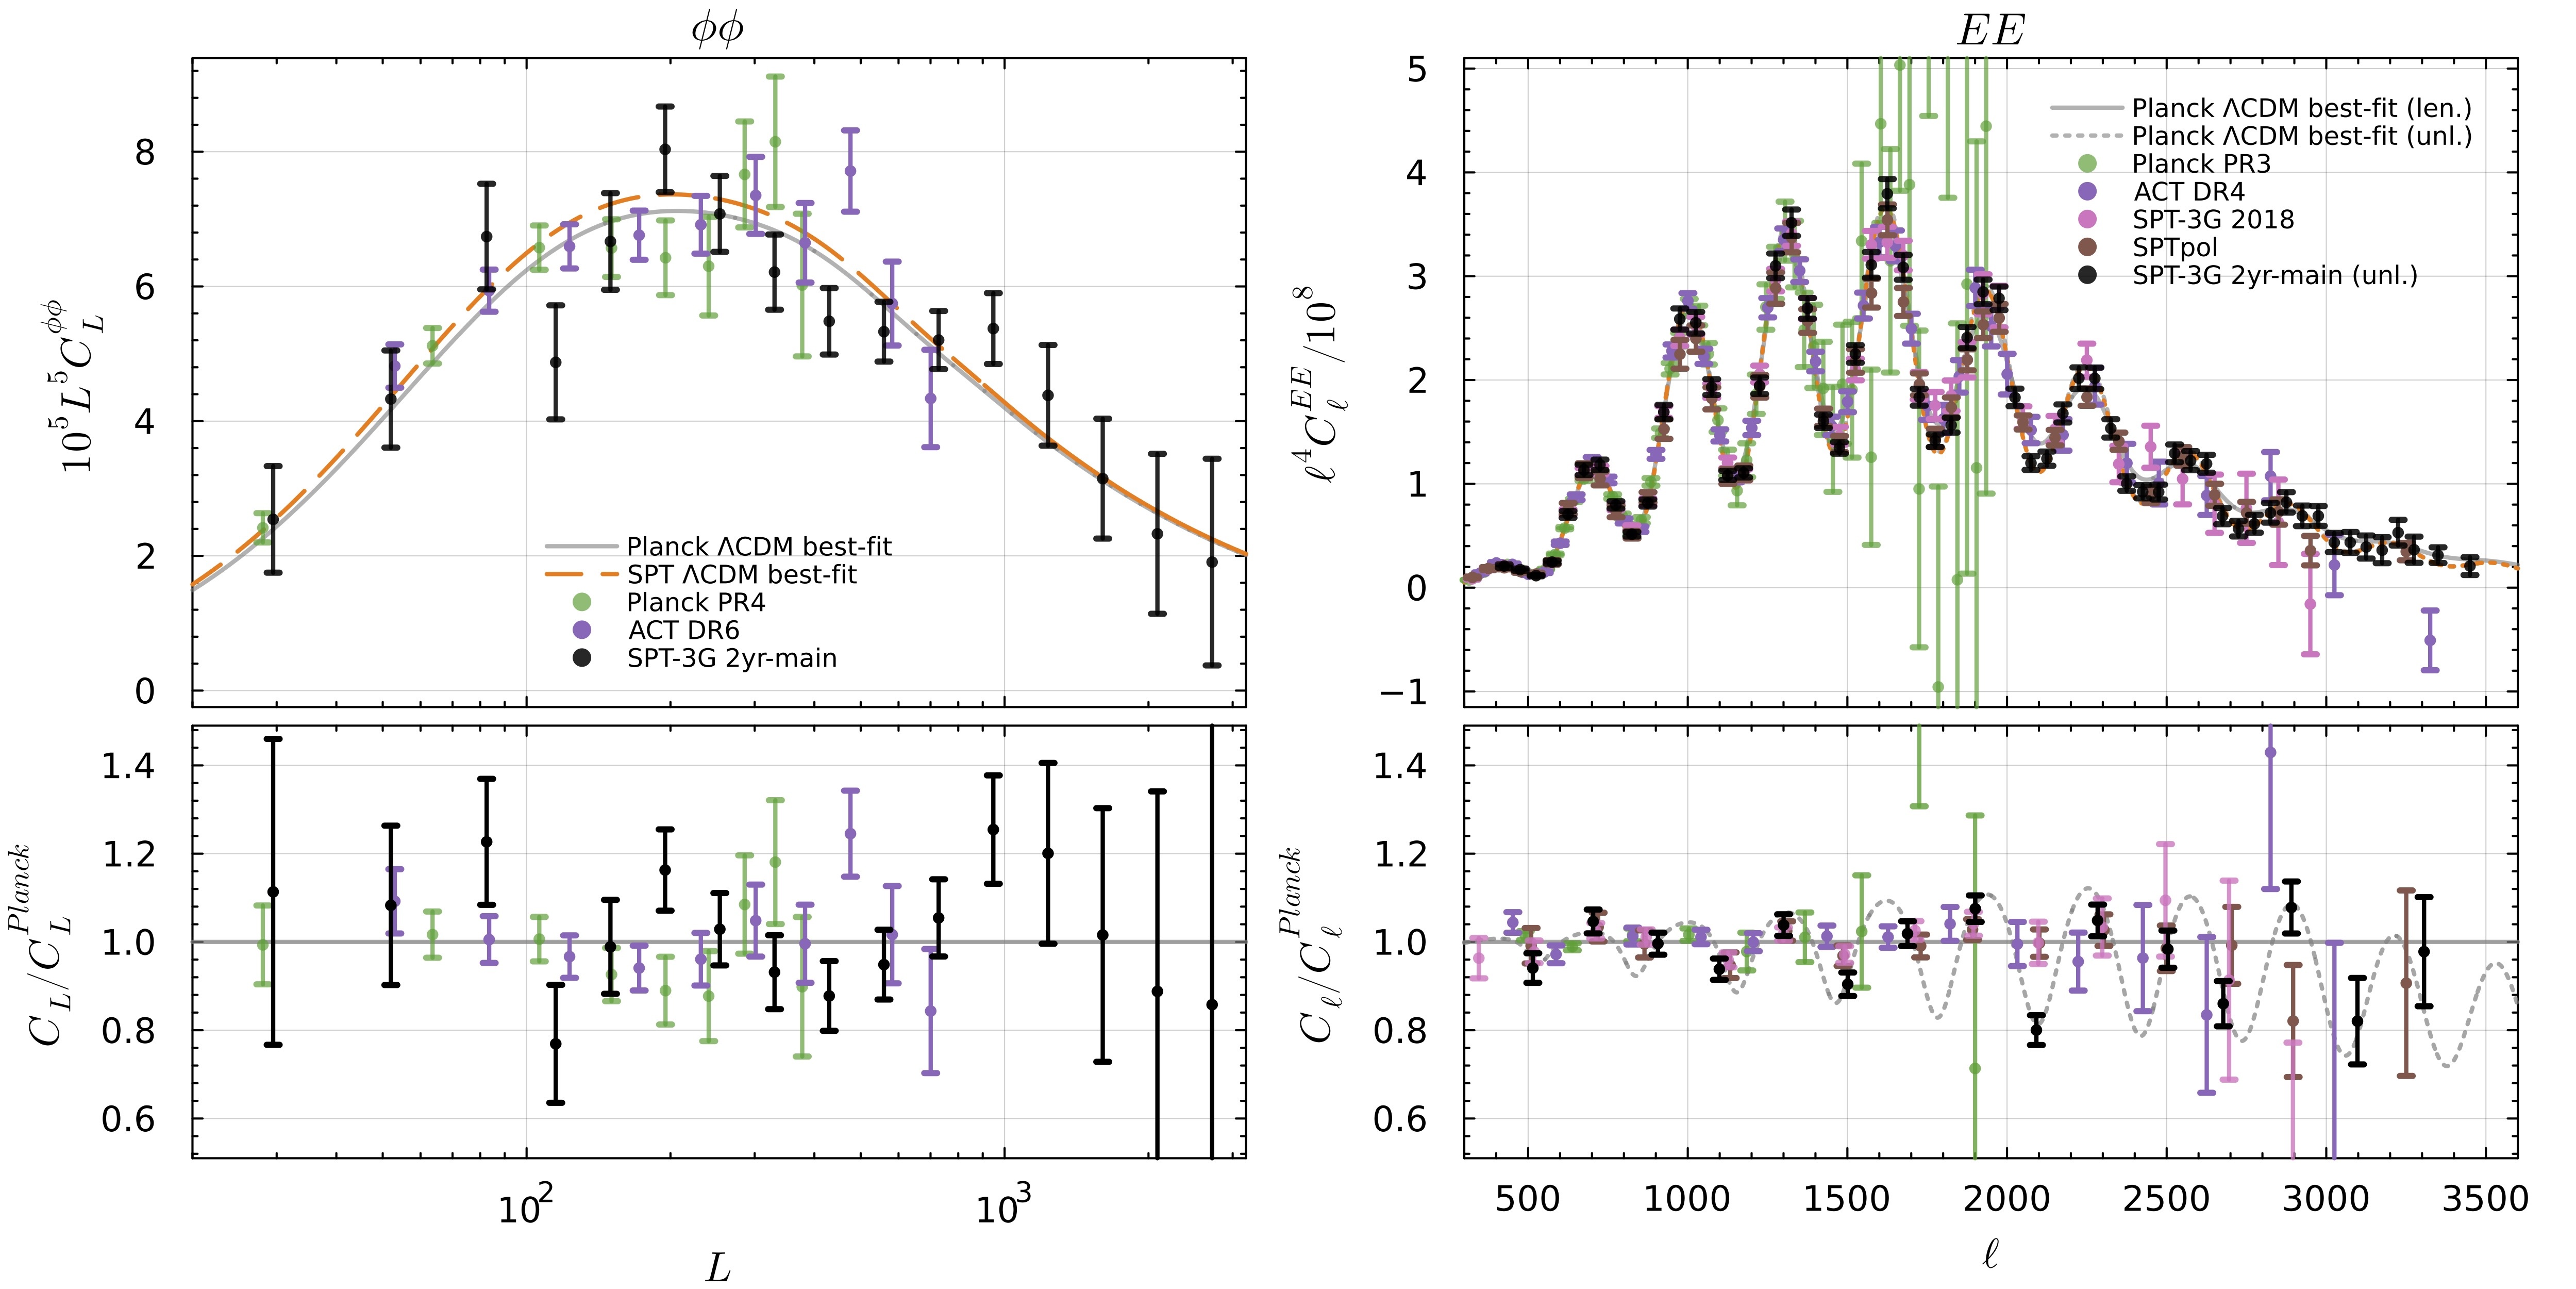 ϕϕ
10^5 L^5 C_L^{ϕϕ}
8
6
4
2
0
Planck ΛCDM best-fit
SPT ΛCDM best-fit
Planck PR4
ACT DR6
SPT-3G 2yr-main
C_L/C_L^{Planck}
1.4
1.2
1.0
0.8
0.6
10^2 10^3
L
EE
ℓ^4 C_ℓ^{EE}/10^8
5
4
3
2
1
0
−1
Planck ΛCDM best-fit (len.)
Planck ΛCDM best-fit (unl.)
Planck PR3
ACT DR4
SPT-3G 2018
SPTpol
SPT-3G 2yr-main (unl.)
C_ℓ/C_ℓ^{Planck}
1.4
1.2
1.0
0.8
0.6
500 1000 1500 2000 2500 3000 3500
ℓ